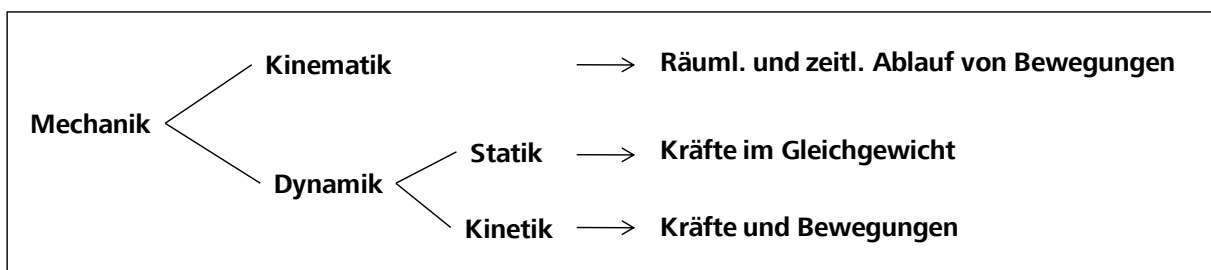 Kinematik → Räuml. und zeitl. Ablauf von Bewegungen
Mechanik
Statik → Kräfte im Gleichgewicht
Dynamik
Kinetik → Kräfte und Bewegungen